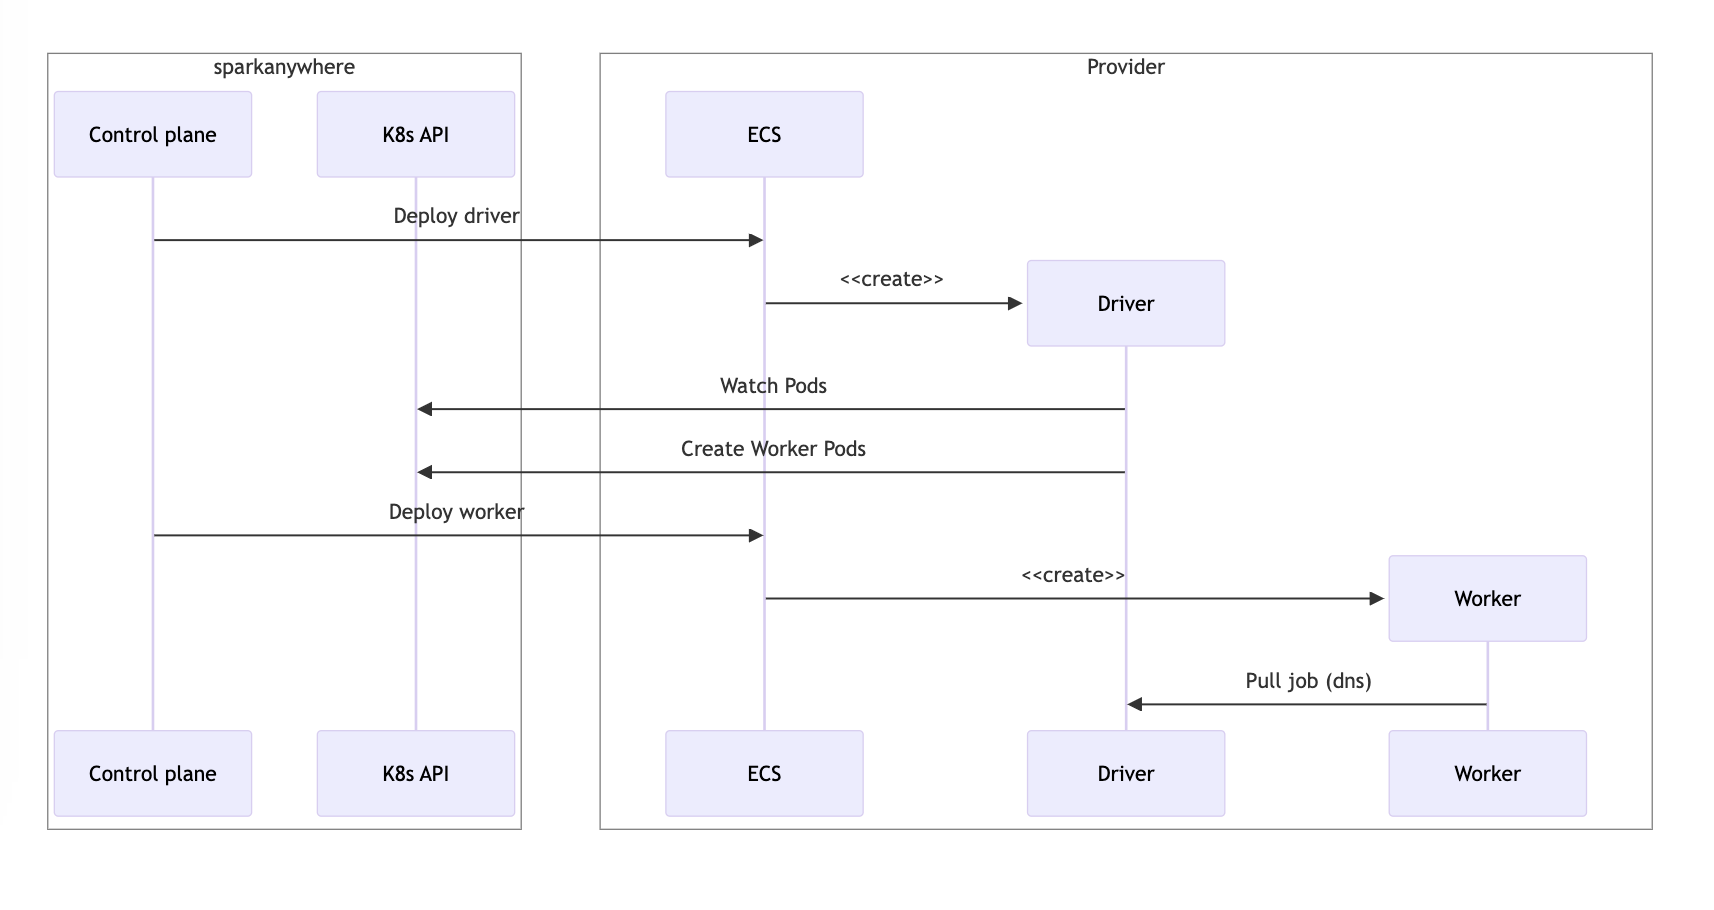 sparkanywhere
Provider
Control plane
K8s API
ECS
Deploy driver
<<create>>
Driver
Watch Pods
Create Worker Pods
Deploy worker
<<create>>
Worker
Pull job (dns)
Control plane
K8s API
ECS
Driver
Worker